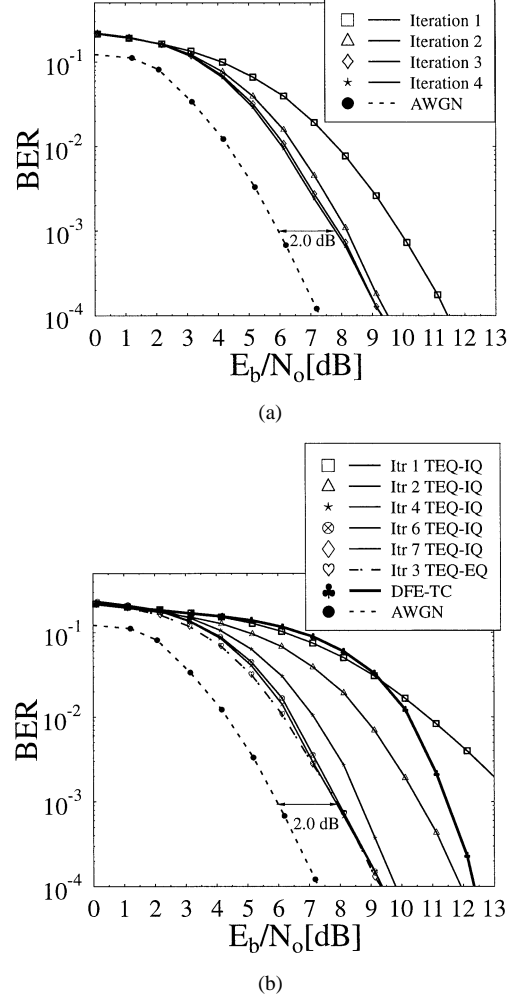 Iteration 1
Iteration 2
Iteration 3
Iteration 4
AWGN
10-1
10-2
10-3
10-4
BER
2.0 dB
0 1 2 3 4 5 6 7 8 9 10 11 12 13
Eb/No[dB]
(a)
Itr 1 TEQ-IQ
Itr 2 TEQ-IQ
Itr 4 TEQ-IQ
Itr 6 TEQ-IQ
Itr 7 TEQ-IQ
Itr 3 TEQ-EQ
DFE-TC
AWGN
10-1
10-2
10-3
10-4
BER
2.0 dB
0 1 2 3 4 5 6 7 8 9 10 11 12 13
Eb/No[dB]
(b)